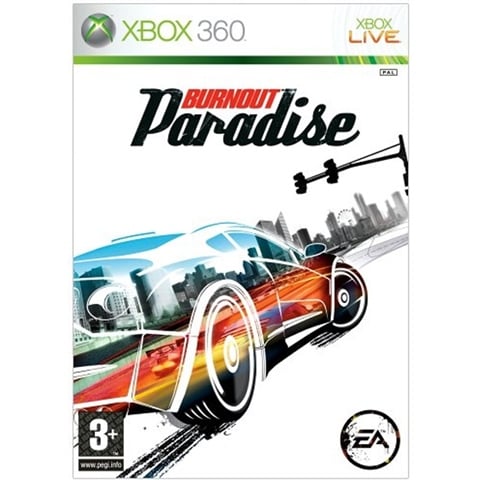 XBOX 360
XBOX
LIVE
PAL
BURNOUT
Paradise
3+
www.pegi.info
EA